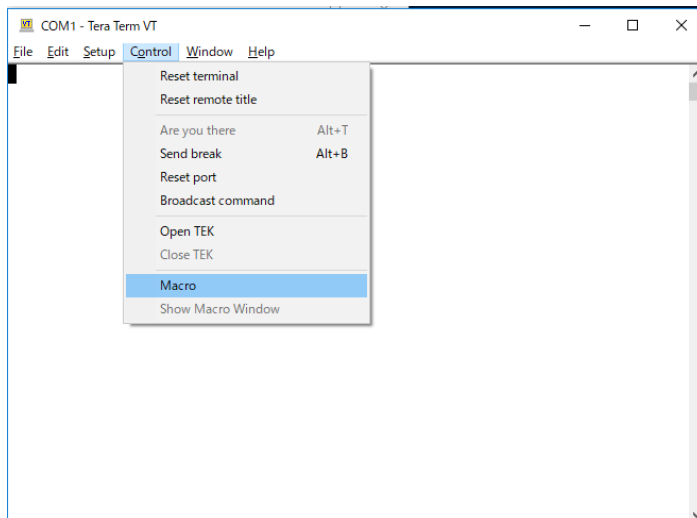 VT COM1 - Tera Term VT
File Edit Setup Control Window Help
Reset terminal
Reset remote title
Are you there Alt+T
Send break Alt+B
Reset port
Broadcast command
Open TEK
Close TEK
Macro
Show Macro Window